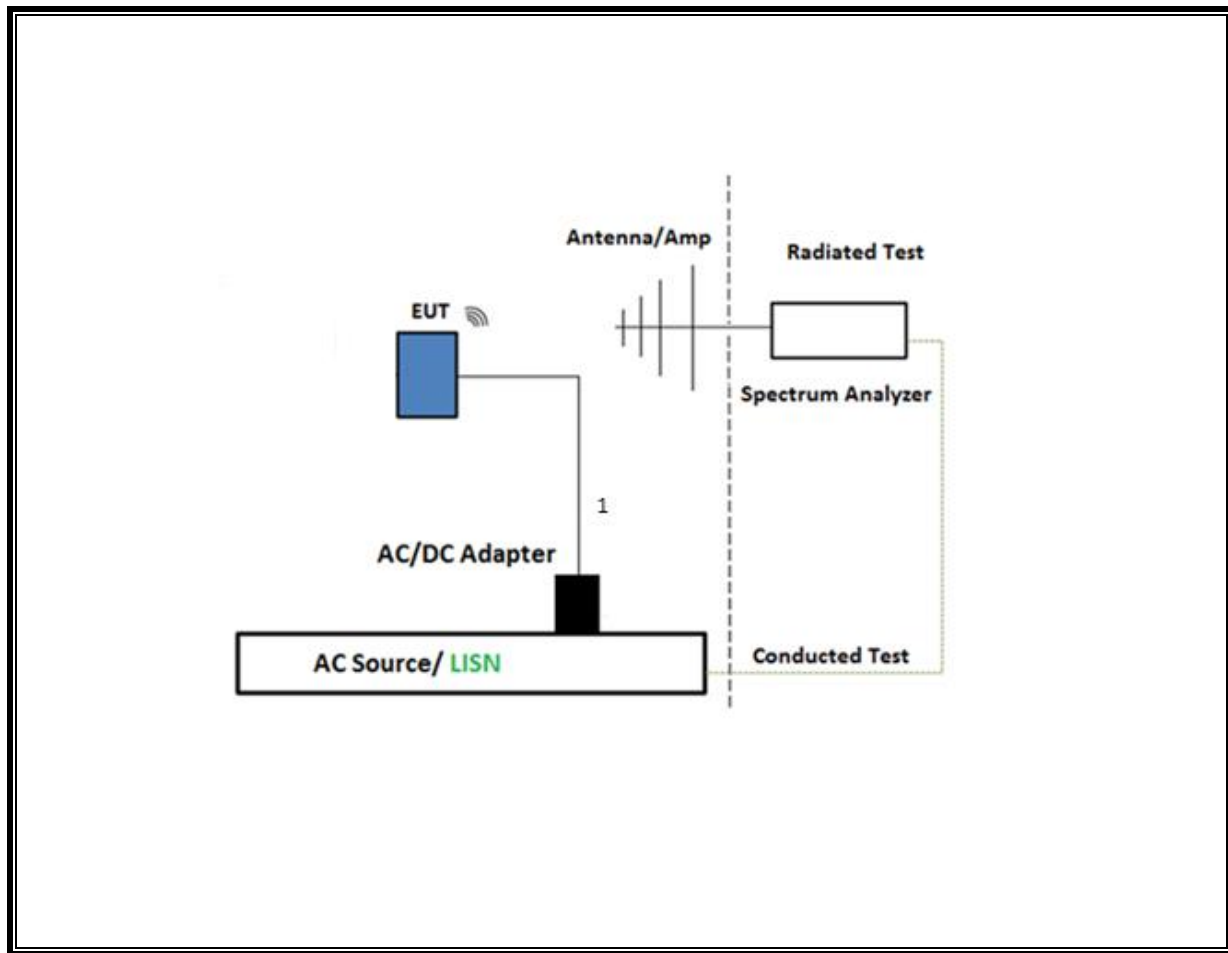 Antenna/Amp
Radiated Test
EUT
Spectrum Analyzer
1
AC/DC Adapter
AC Source/ LISN
Conducted Test